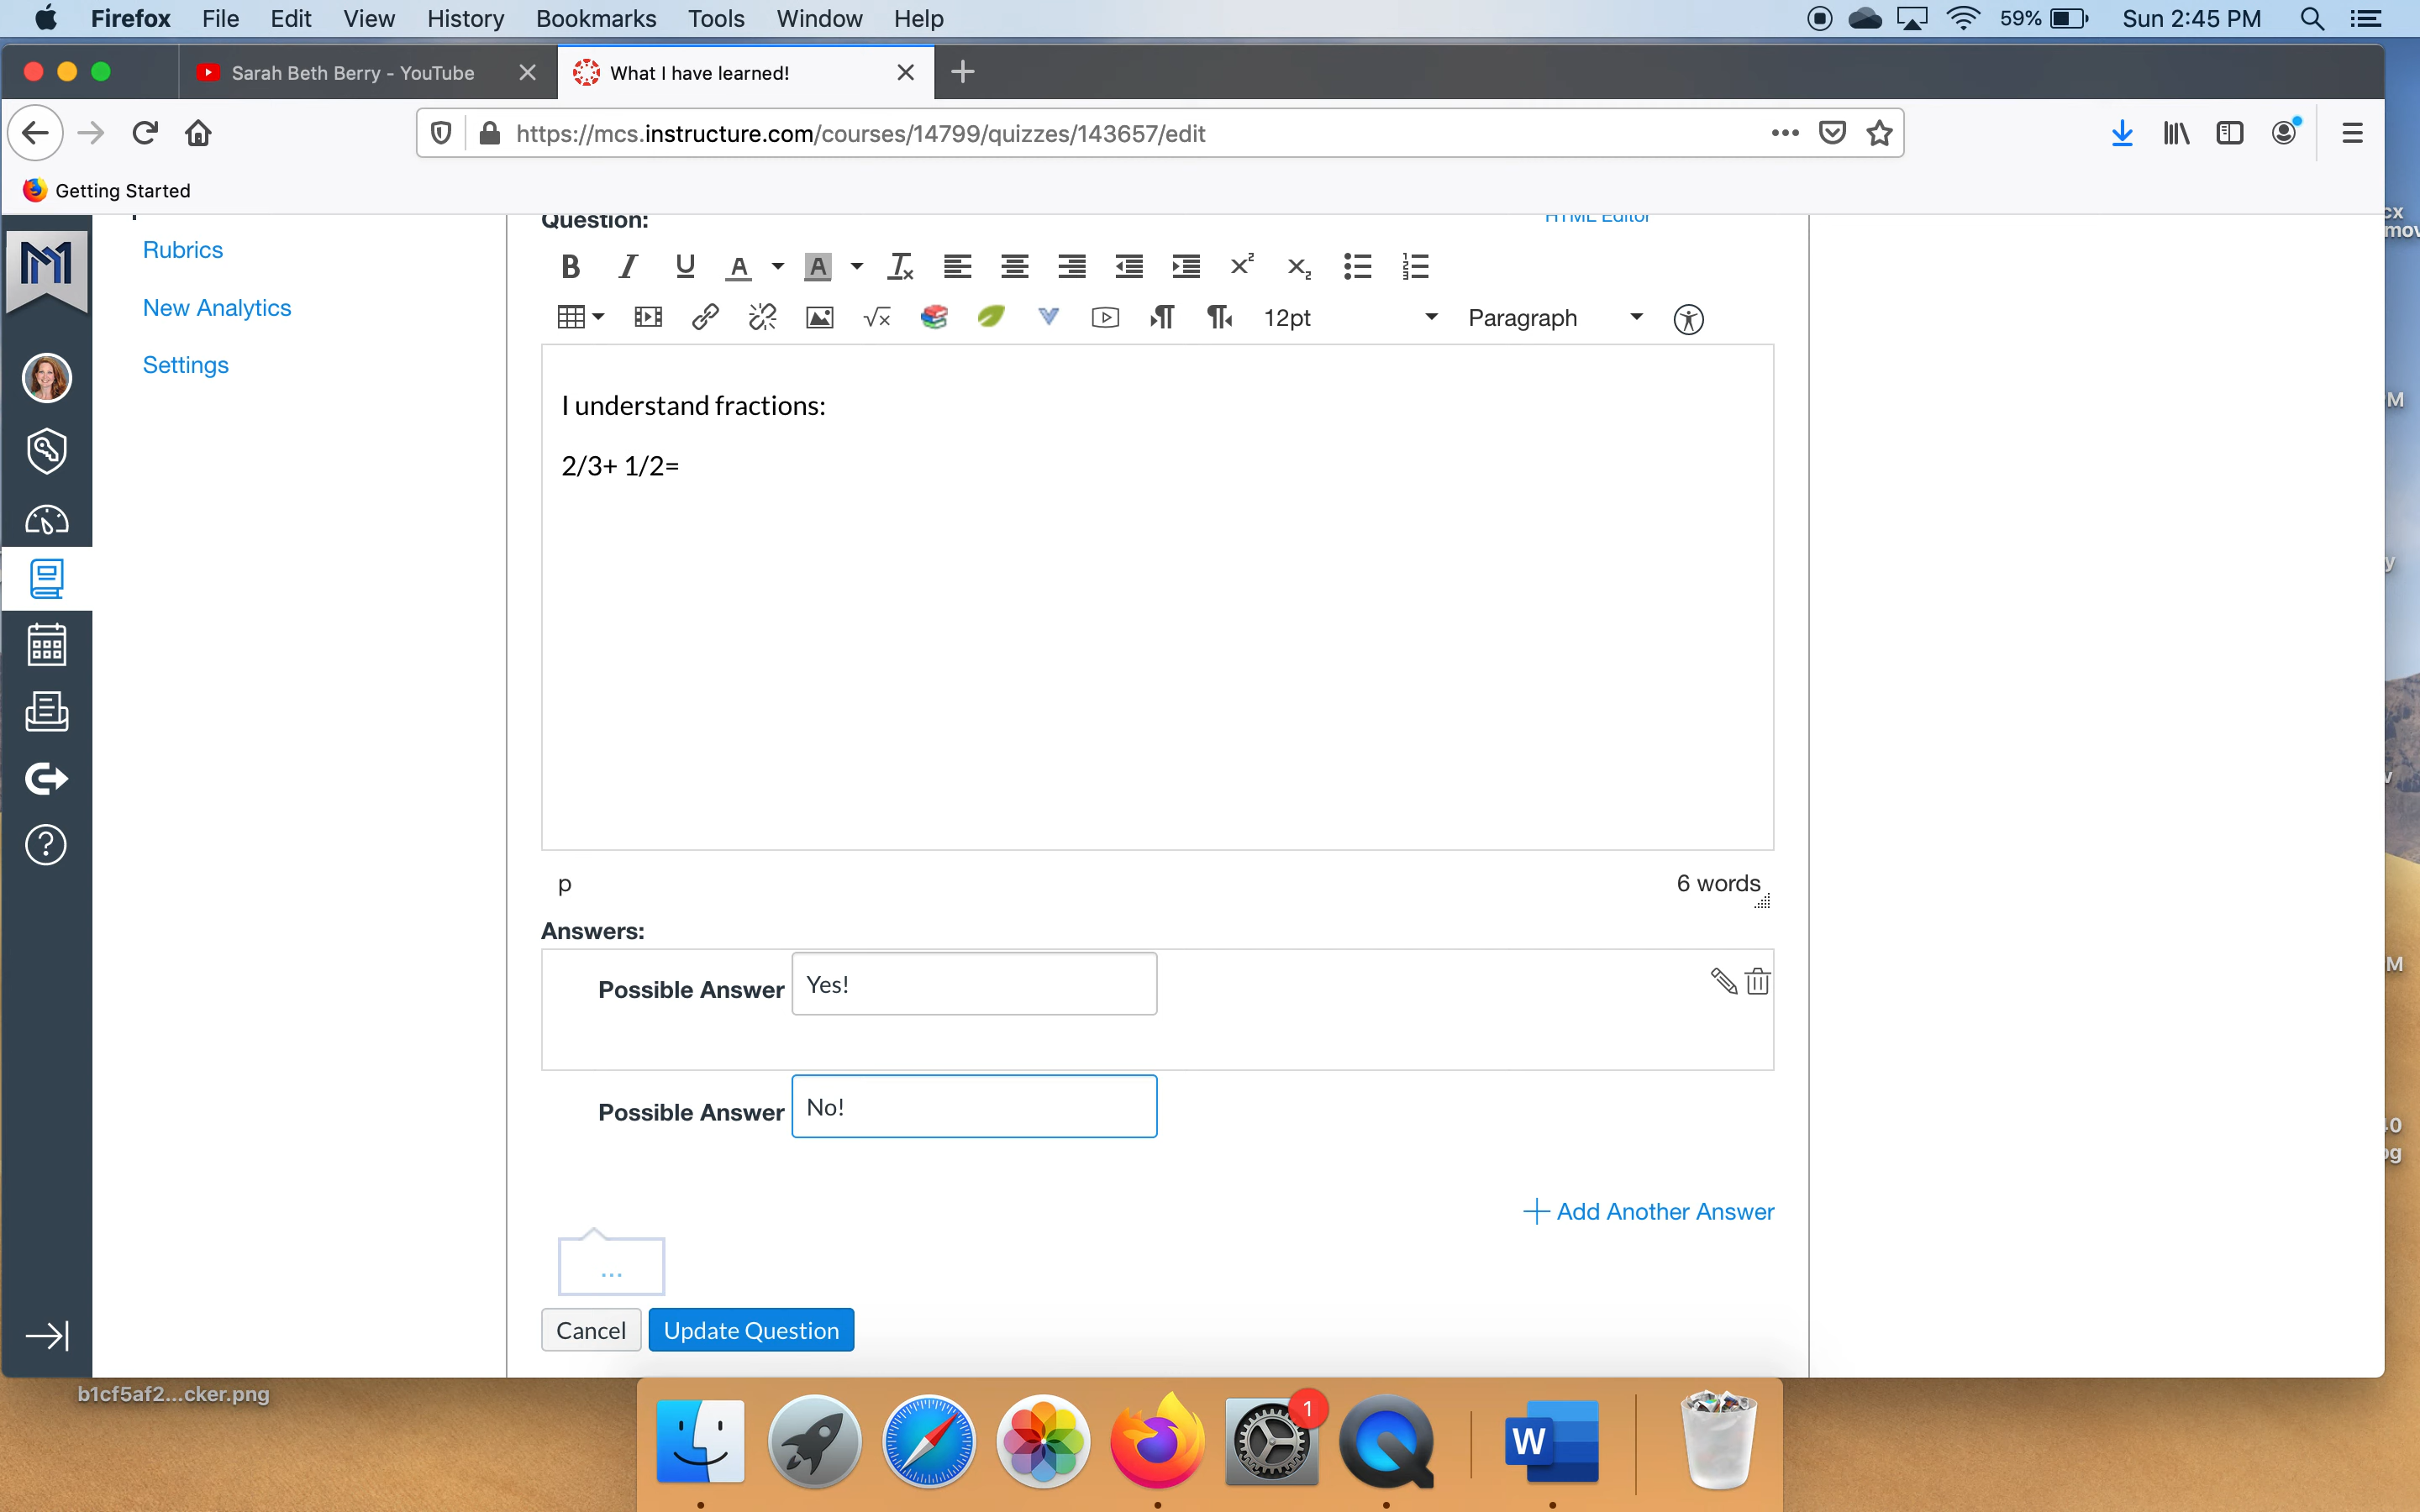 Firefox File Edit View History Bookmarks Tools Window Help 59% Sun 2:45 PM
Sarah Beth Berry - YouTube What I have learned!
https://mcs.instructure.com/courses/14799/quizzes/143657/edit
Getting Started
Question: HTML Editor
Rubrics
New Analytics
12pt Paragraph
Settings
I understand fractions:
2/3+ 1/2=
p 6 words
Answers:
Possible Answer Yes!
Possible Answer No!
+ Add Another Answer
...
Cancel Update Question
b1cf5af2...cker.png
1
W